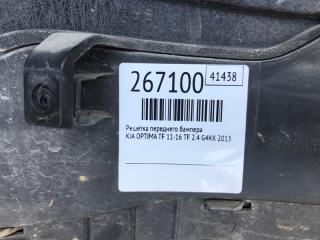 267100
41438
Решетка переднего бампера
KIA OPTIMA TF 11-16 TF 2.4 G4KK 2013